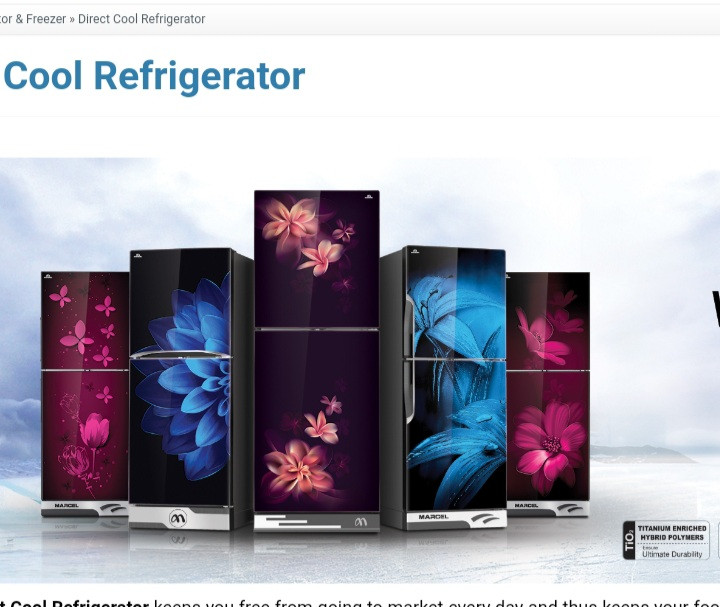 or & Freezer » Direct Cool Refrigerator
Cool Refrigerator
MARCEL
MARCEL
MARCEL
TiO₂
TITANIUM ENRICHED
HYBRID POLYMERS
Ultimate Durability
t Cool Refrigerator keeps you free from going to market every day and thus keeps your foo